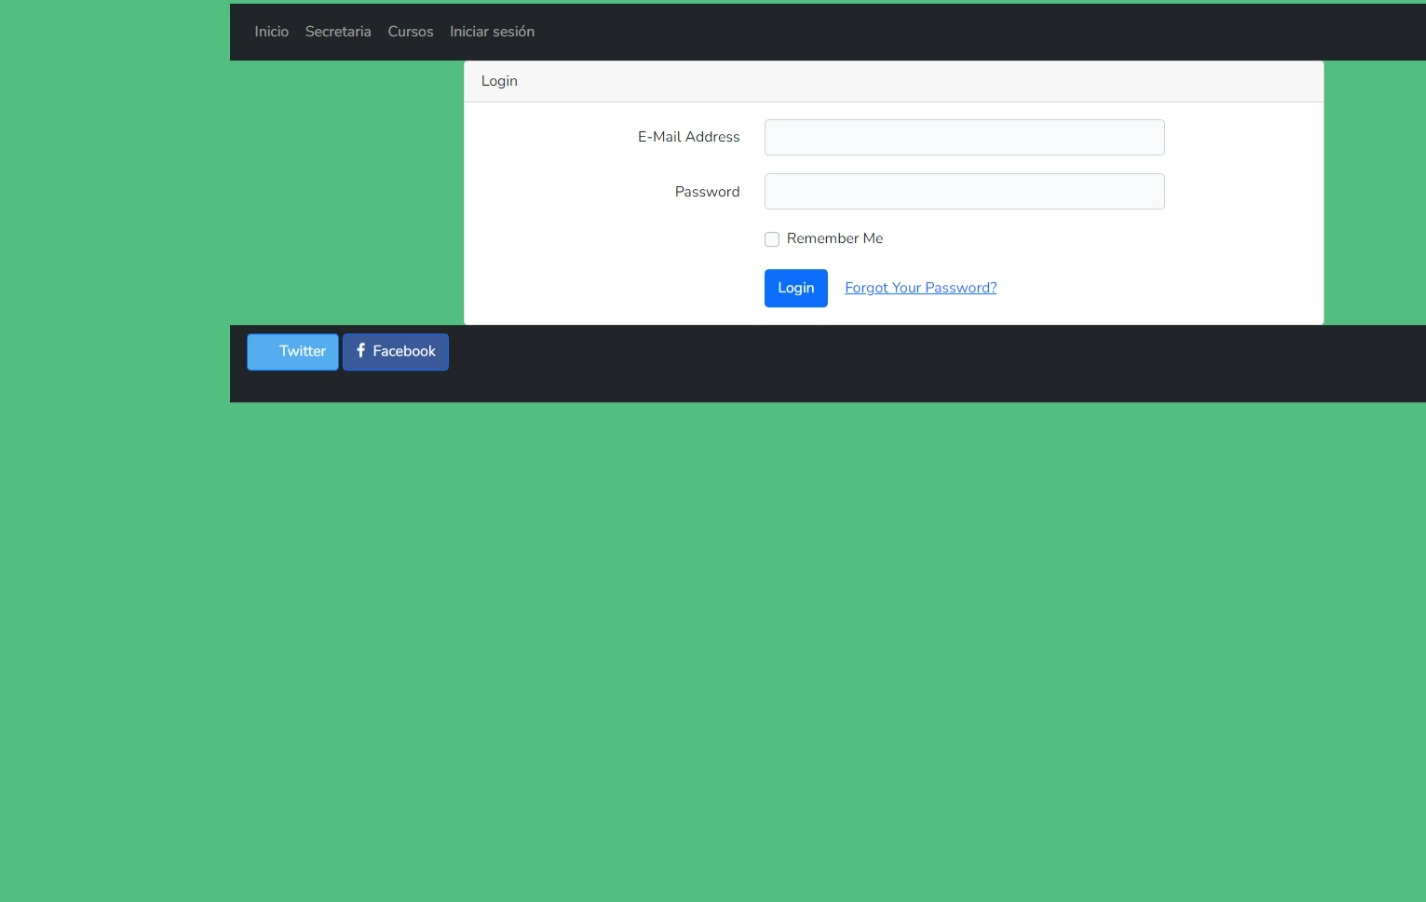 Inicio Secretaria Cursos Iniciar sesión
Login
E-Mail Address
Password
Remember Me
Login Forgot Your Password?
Twitter Facebook